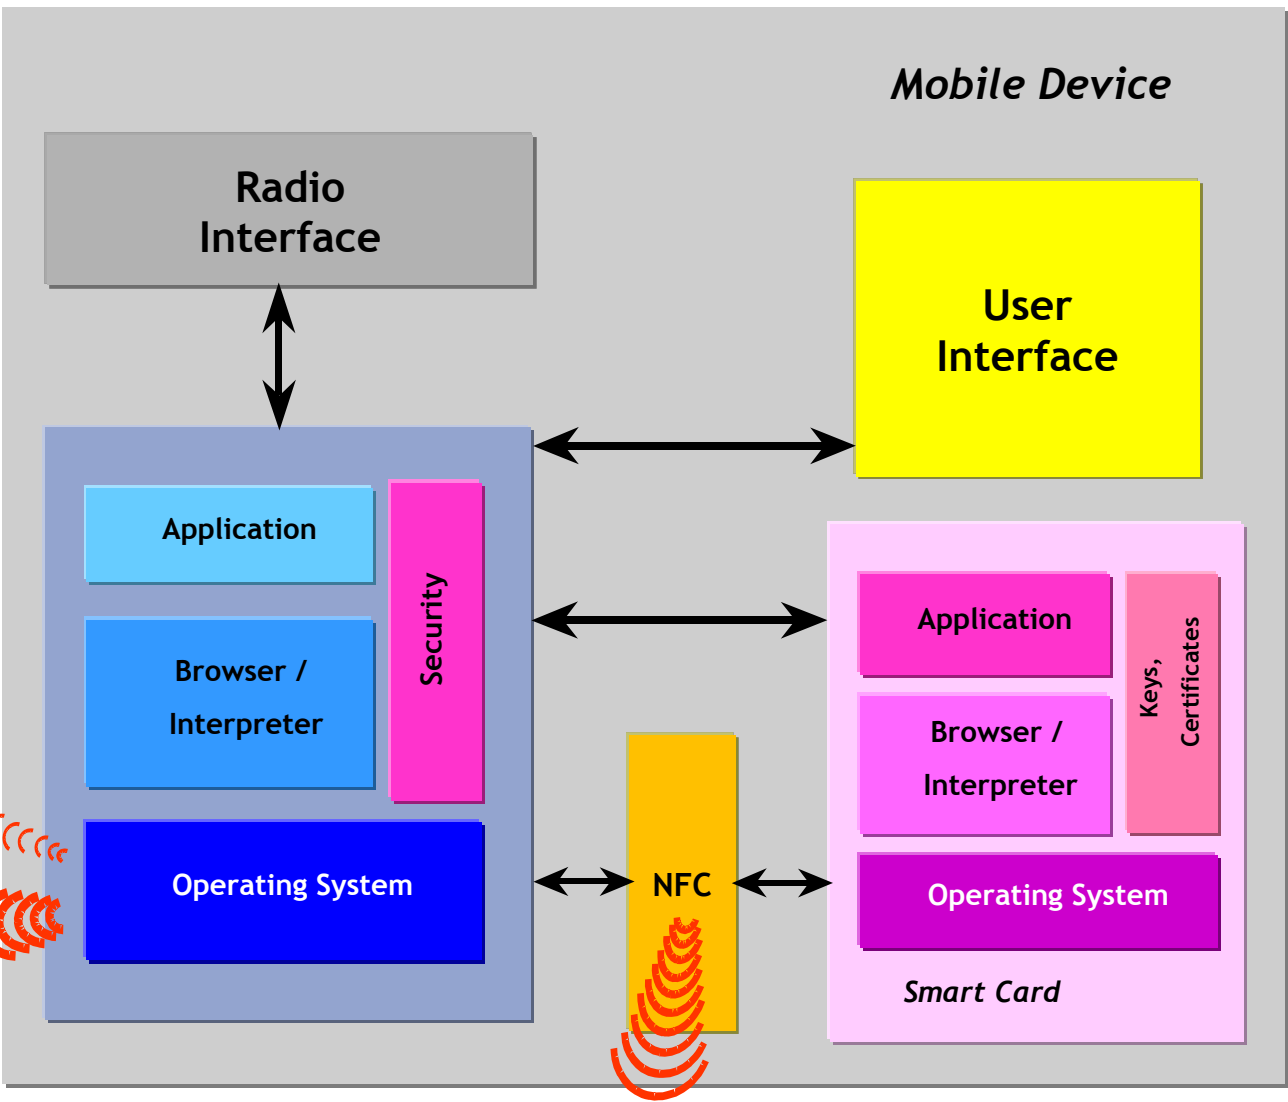 Mobile Device
Radio
Interface
User
Interface
Application
Security
Browser /
Interpreter
Operating System
NFC
Application
Keys,
Certificates
Browser /
Interpreter
Operating System
Smart Card